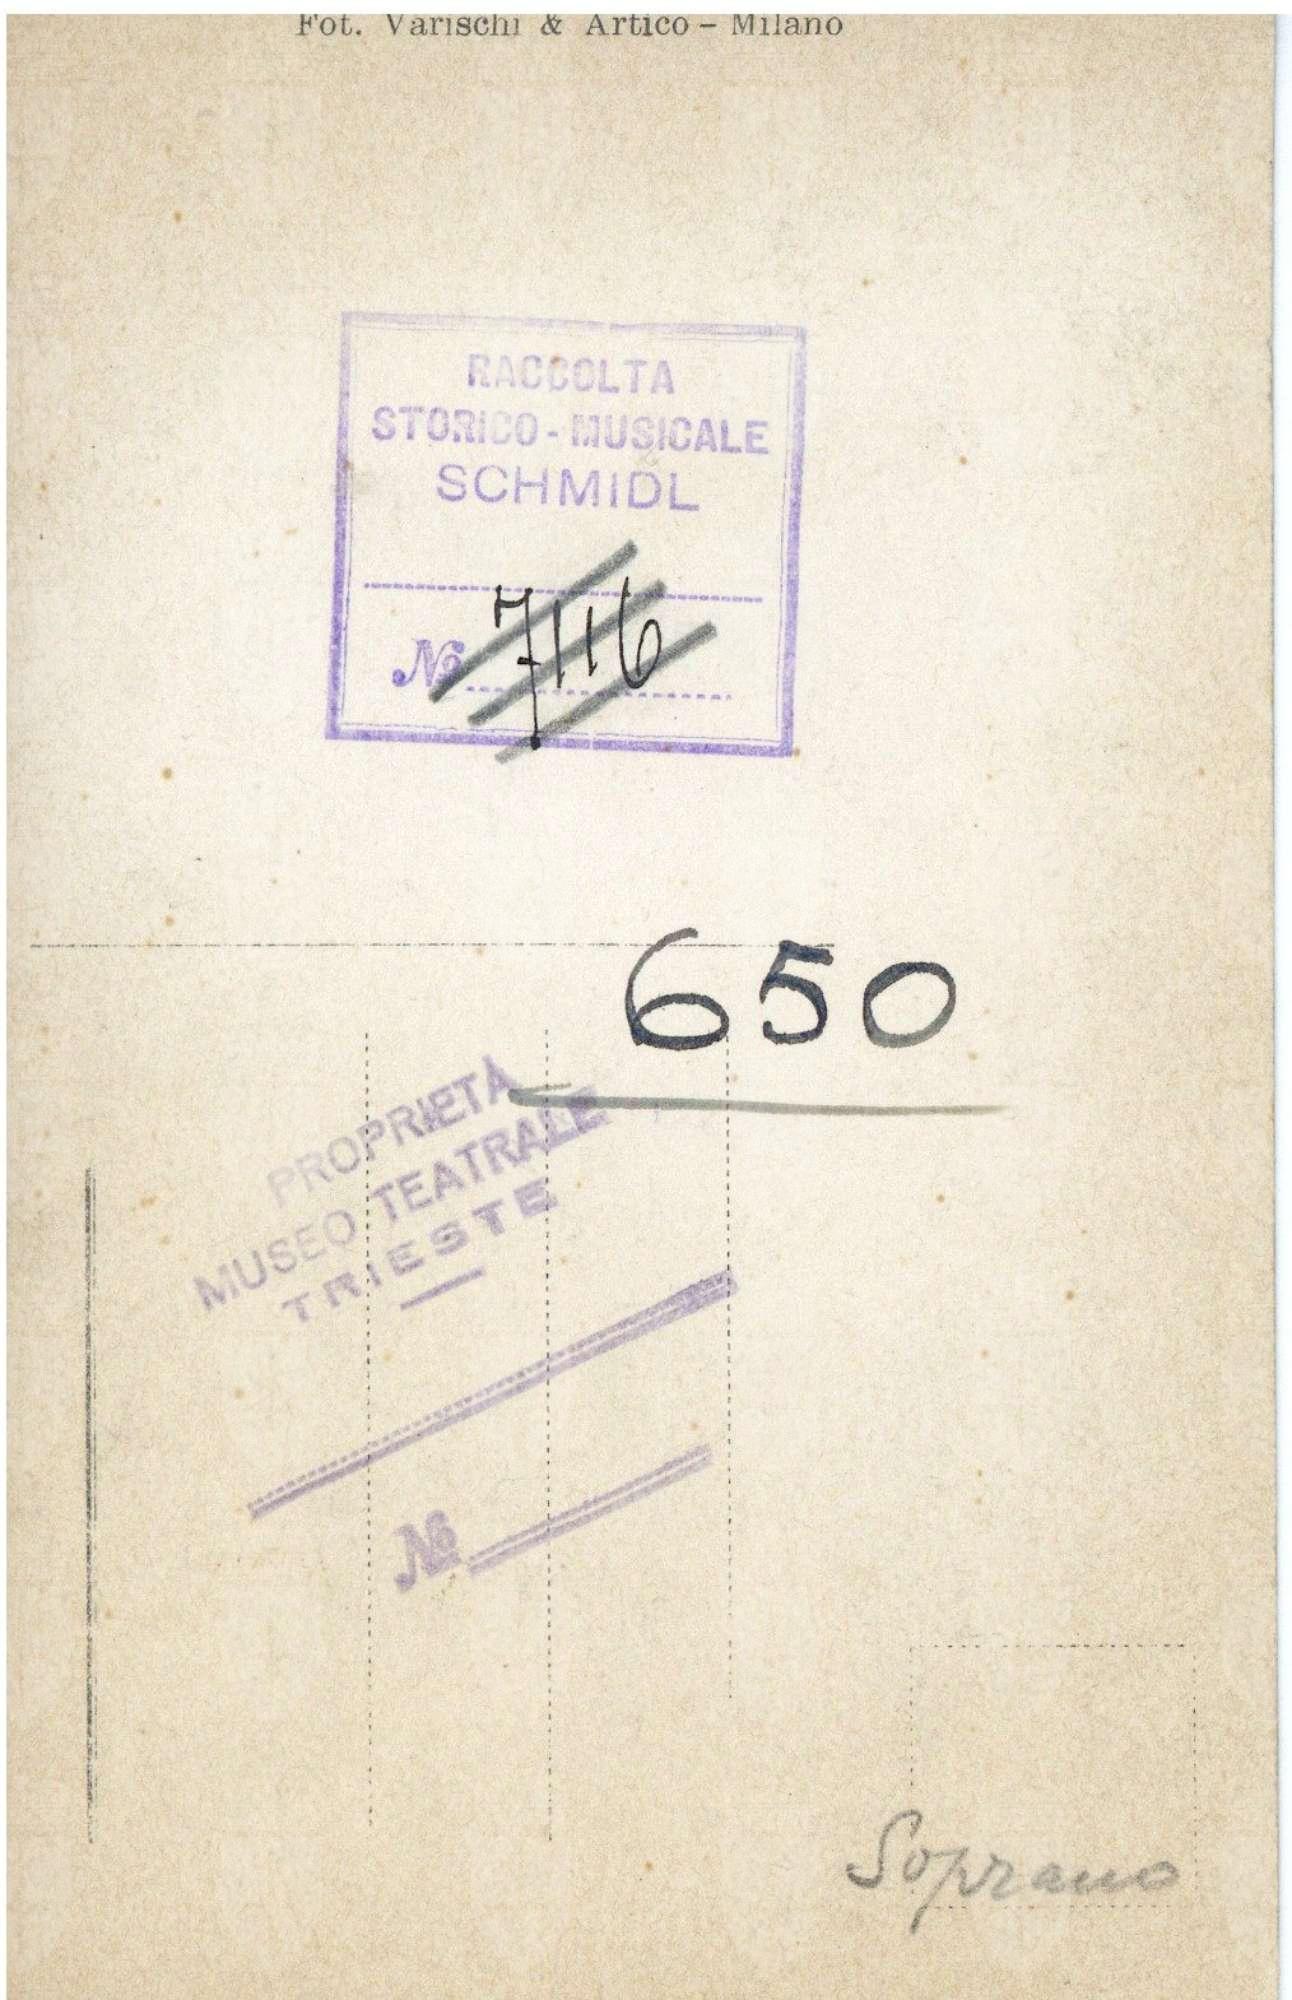 Fot. Varischi & Artico – Milano
RACCOLTA
STORICO-MUSICALE
SCHMIDL
№ 7116
650
PROPRIETÀ
MUSEO TEATRALE
TRIESTE
№
Soprano